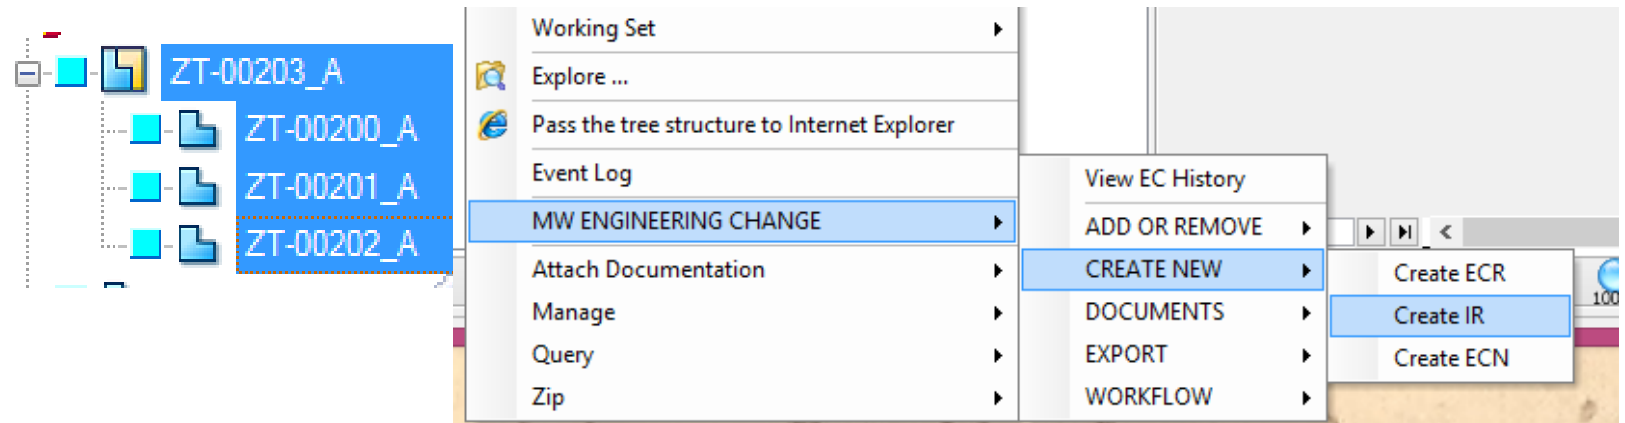 ZT-00203_A
ZT-00200_A
ZT-00201_A
ZT-00202_A
Working Set
Explore ...
Pass the tree structure to Internet Explorer
Event Log
MW ENGINEERING CHANGE
Attach Documentation
Manage
Query
Zip
View EC History
ADD OR REMOVE
CREATE NEW
DOCUMENTS
EXPORT
WORKFLOW
Create ECR
Create IR
Create ECN
100